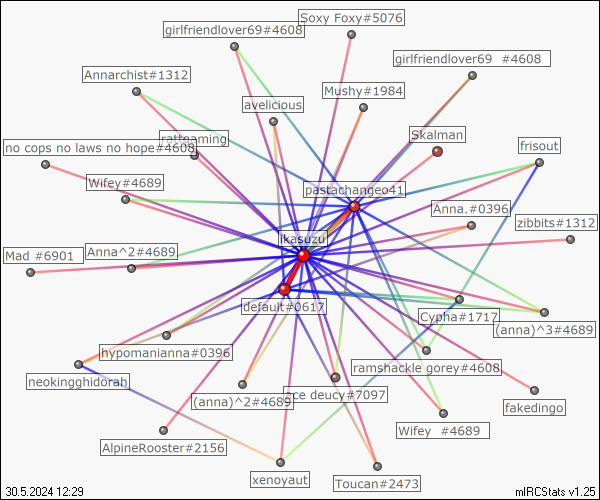 Soxy Foxy#5076
girlfriendlover69#4608
girlfriendlover69  #4608
Annarchist#1312
Mushy#1984
avelicious
Skalman
rattgaming
no cops no laws no hope#4608
frisout
Wifey#4689
pastachangeo41
Anna.#0396
zibbits#1312
ikasuzu
Mad #6901
Anna^2#4689
default#0617
Cypha#1717
(anna)^3#4689
hypomanianna#0396
ramshackle gorey#4608
neokingghidorah
(anna)^2#4689
ce deucy#7097
fakedingo
Wifey  #4689
AlpineRooster#2156
xenoyaut
Toucan#2473
30.5.2024 12:29
mIRCStats v1.25